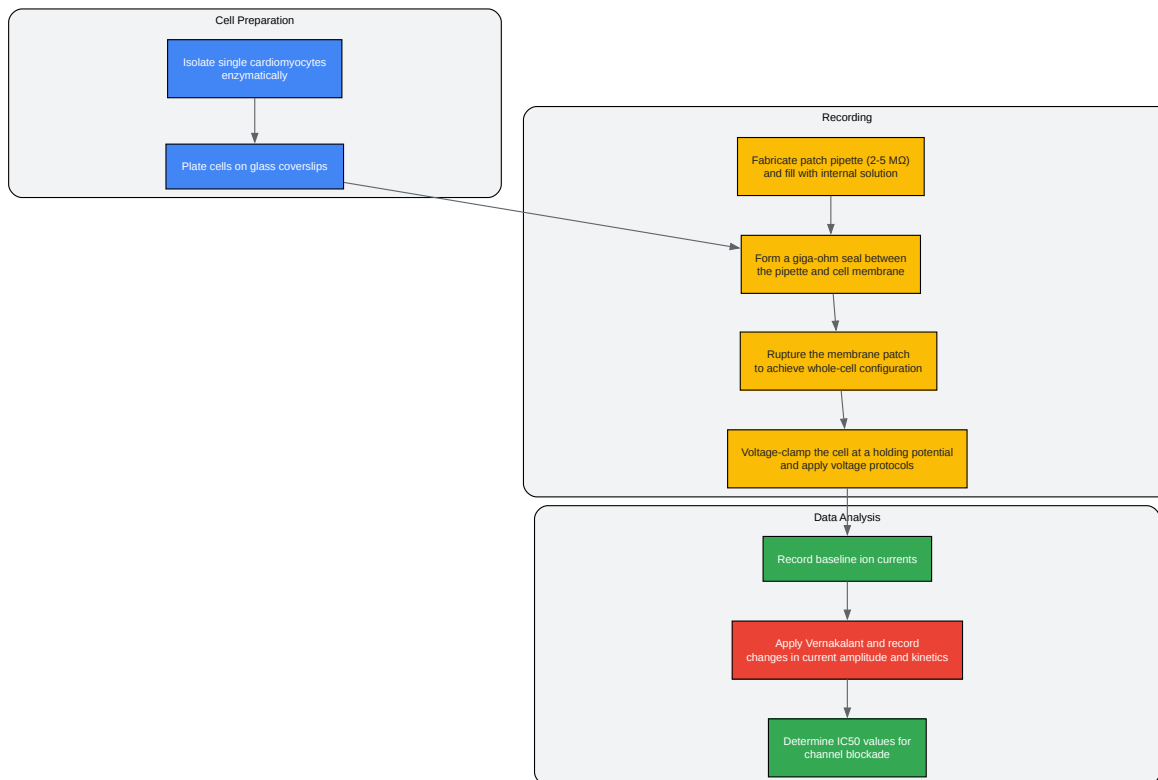 Cell Preparation
Isolate single cardiomyocytes
enzymatically
Plate cells on glass coverslips
Recording
Fabricate patch pipette (2-5 MΩ)
and fill with internal solution
Form a giga-ohm seal between
the pipette and cell membrane
Rupture the membrane patch
to achieve whole-cell configuration
Voltage-clamp the cell at a holding potential
and apply voltage protocols
Data Analysis
Record baseline ion currents
Apply Vernakalant and record
changes in current amplitude and kinetics
Determine IC50 values for
channel blockade